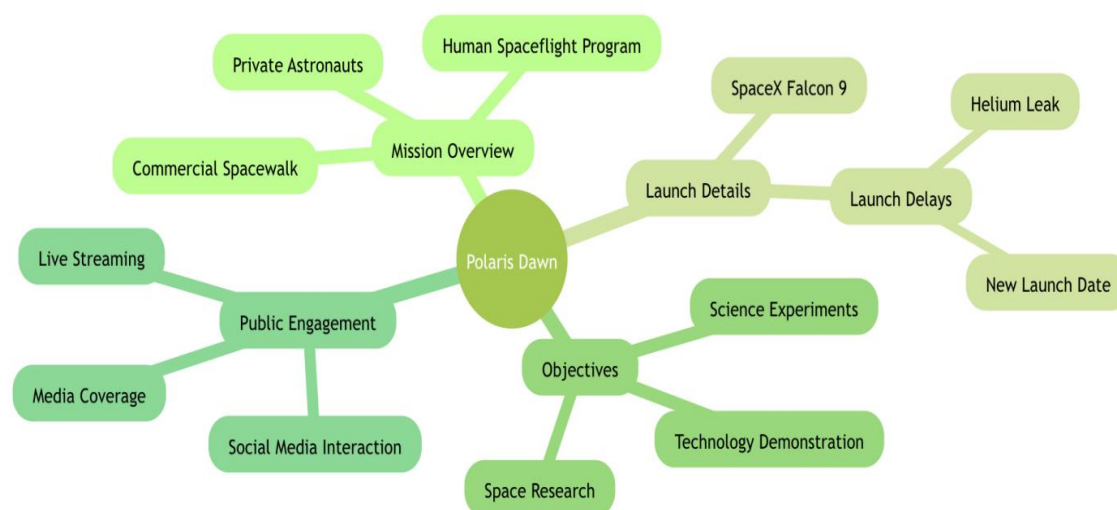 Polaris Dawn
Mission Overview
Human Spaceflight Program
Private Astronauts
Commercial Spacewalk
Launch Details
SpaceX Falcon 9
Launch Delays
Helium Leak
New Launch Date
Objectives
Science Experiments
Technology Demonstration
Space Research
Public Engagement
Live Streaming
Media Coverage
Social Media Interaction